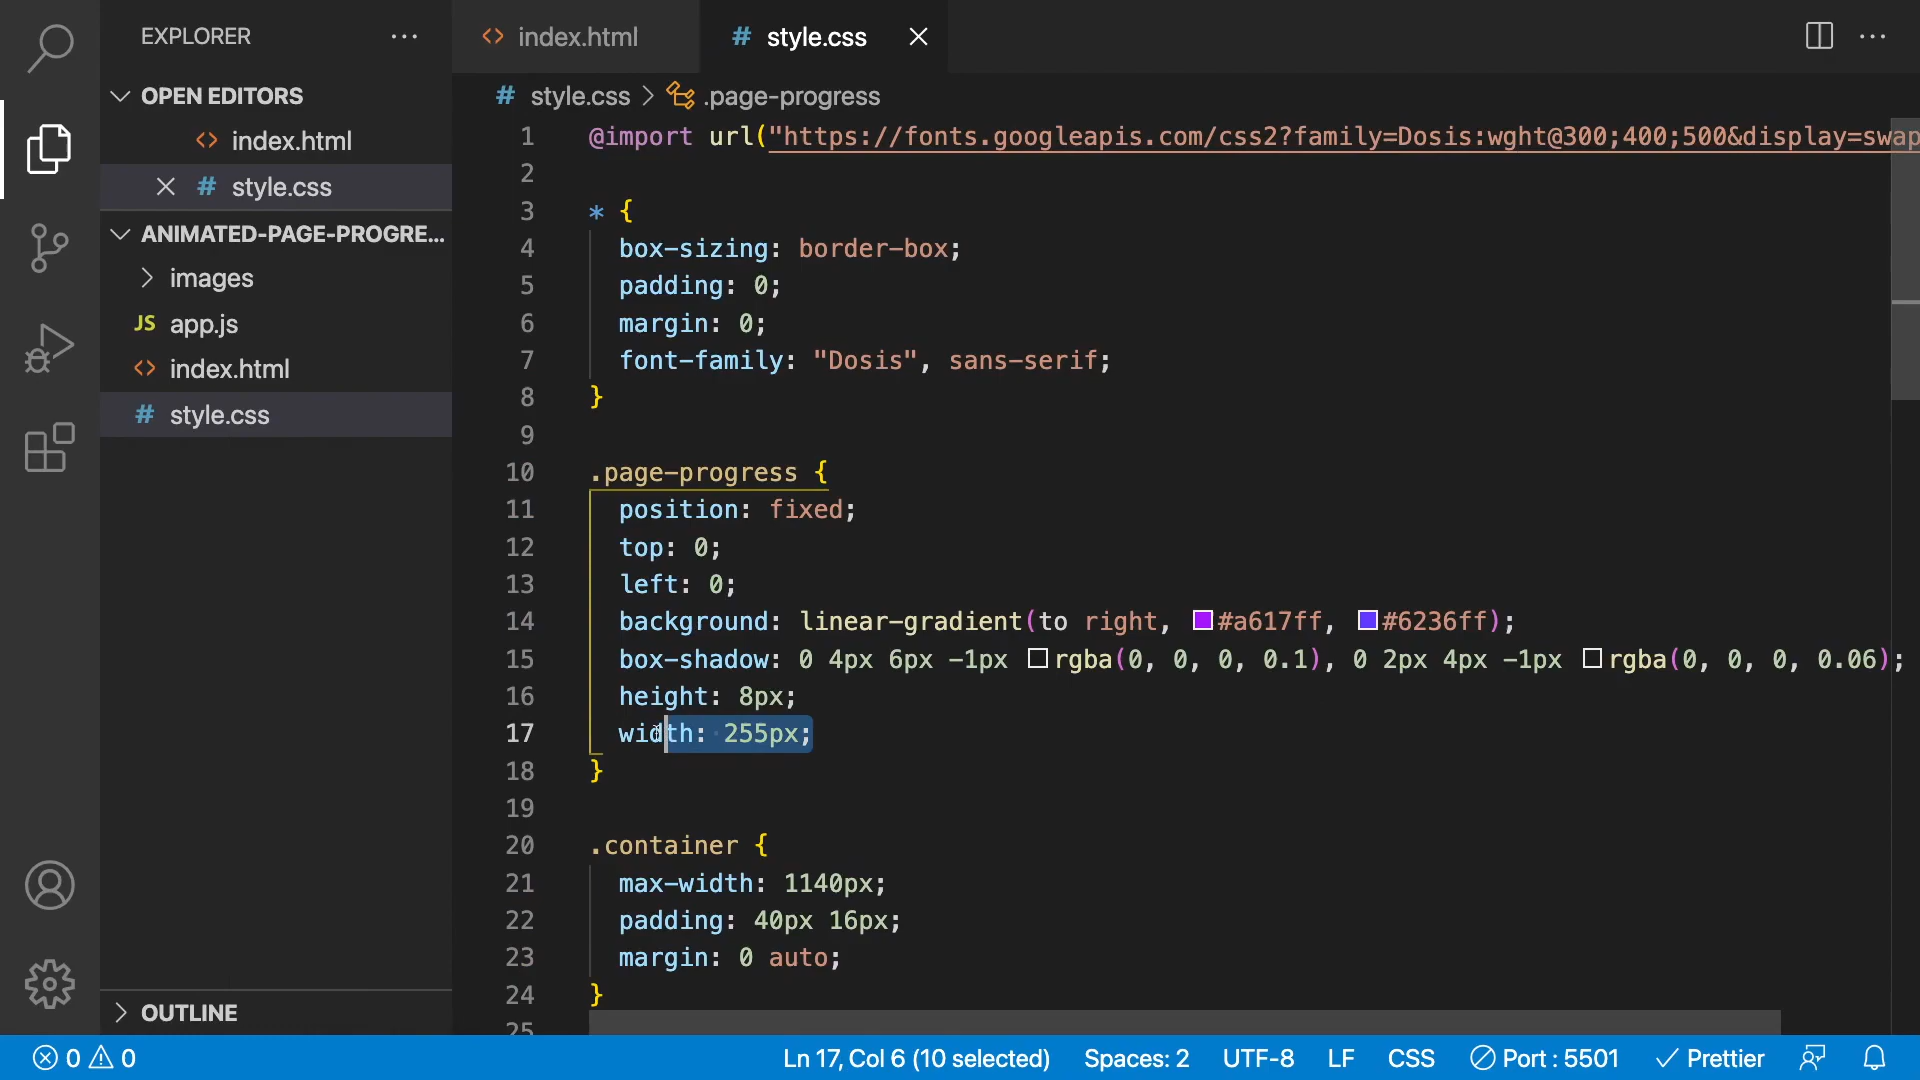 EXPLORER
OPEN EDITORS
index.html
# style.css
ANIMATED-PAGE-PROGRE...
images
JS app.js
index.html
# style.css
OUTLINE
index.html
# style.css
# style.css > .page-progress
1 @import url("https://fonts.googleapis.com/css2?family=Dosis:wght@300;400;500&display=swap
2
3 * {
4 box-sizing: border-box;
5 padding: 0;
6 margin: 0;
7 font-family: "Dosis", sans-serif;
8 }
9
10 .page-progress {
11 position: fixed;
12 top: 0;
13 left: 0;
14 background: linear-gradient(to right, #a617ff, #6236ff);
15 box-shadow: 0 4px 6px -1px rgba(0, 0, 0, 0.1), 0 2px 4px -1px rgba(0, 0, 0, 0.06);
16 height: 8px;
17 width: 255px;
18 }
19
20 .container {
21 max-width: 1140px;
22 padding: 40px 16px;
23 margin: 0 auto;
24 }
25
0 0 Ln 17, Col 6 (10 selected) Spaces: 2 UTF-8 LF CSS Port : 5501 Prettier